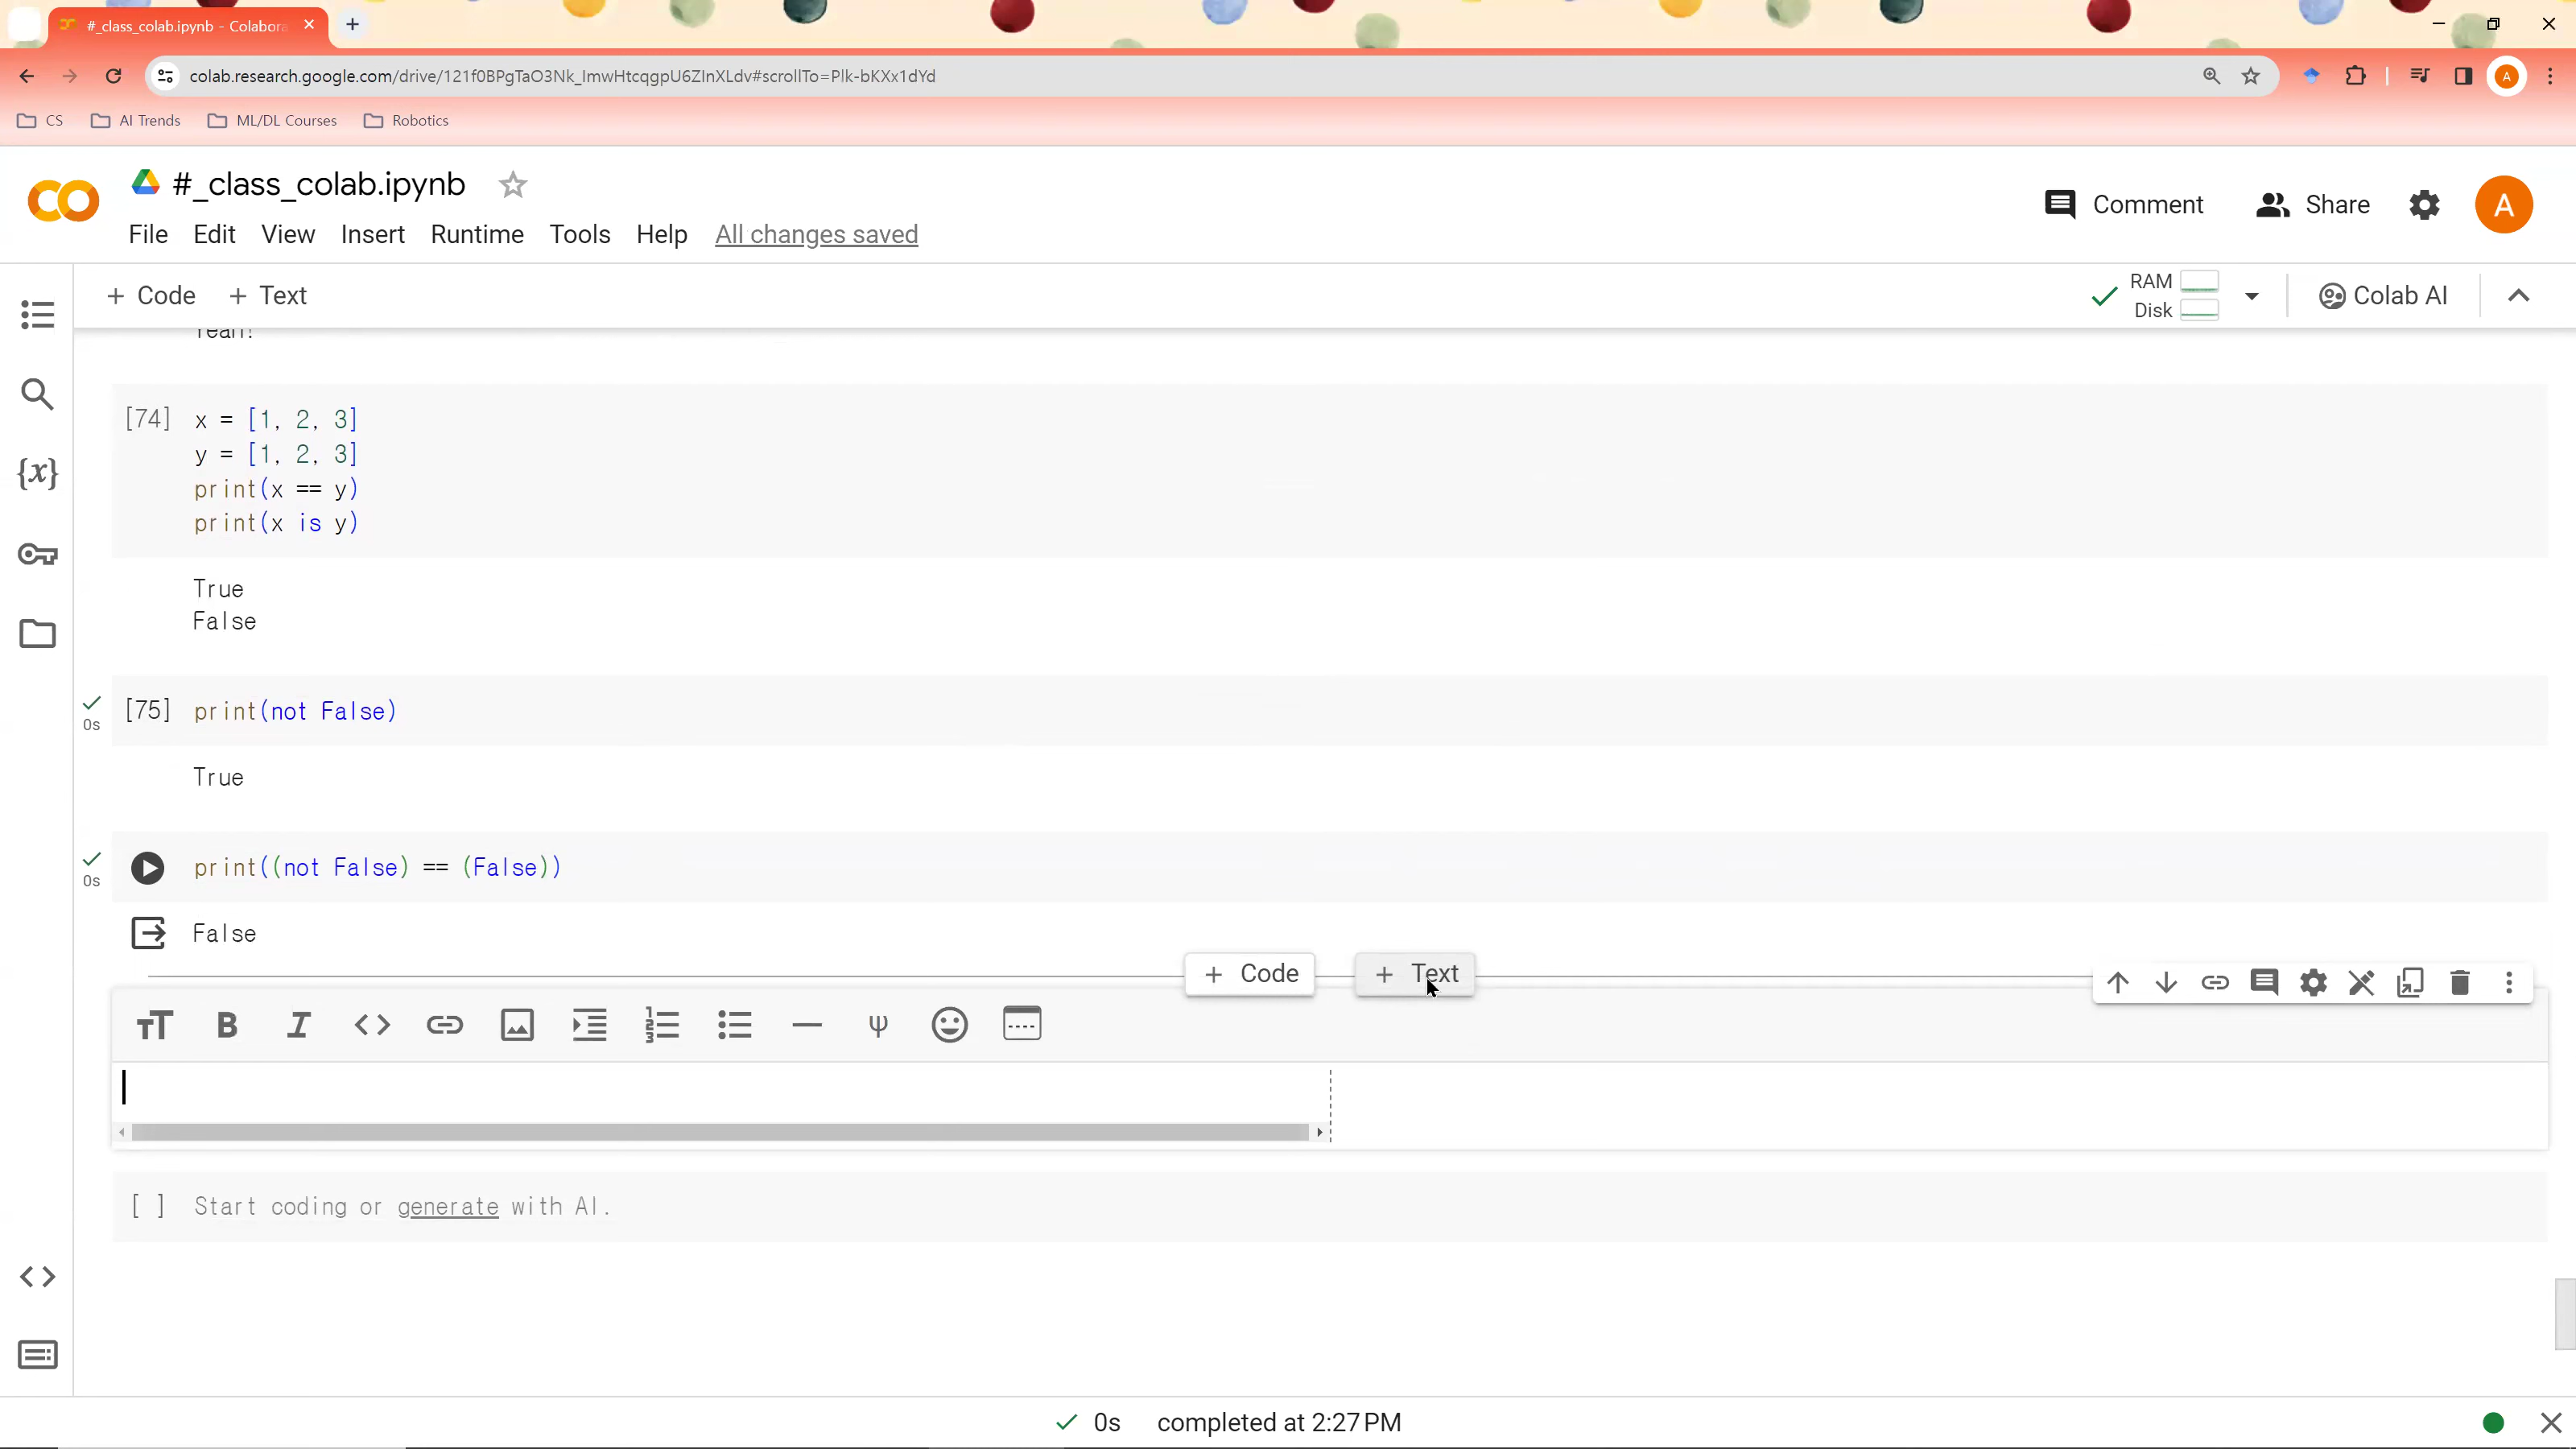 #_class_colab.ipynb - Colabora
colab.research.google.com/drive/121f0BPgTaO3Nk_ImwHtcqgpU6ZInXLdv#scrollTo=Plk-bKXx1dYd
A
CS
AI Trends
ML/DL Courses
Robotics
#_class_colab.ipynb
Comment
Share
A
File Edit View Insert Runtime Tools Help All changes saved
+ Code + Text
RAM
Disk
Colab AI
Yeah!
[74] x = [1, 2, 3]
y = [1, 2, 3]
print(x == y)
print(x is y)
True
False
[75] print(not False)
0s
True
print((not False) == (False))
0s
False
+ Code + Text
[ ] Start coding or generate with AI.
0s completed at 2:27 PM